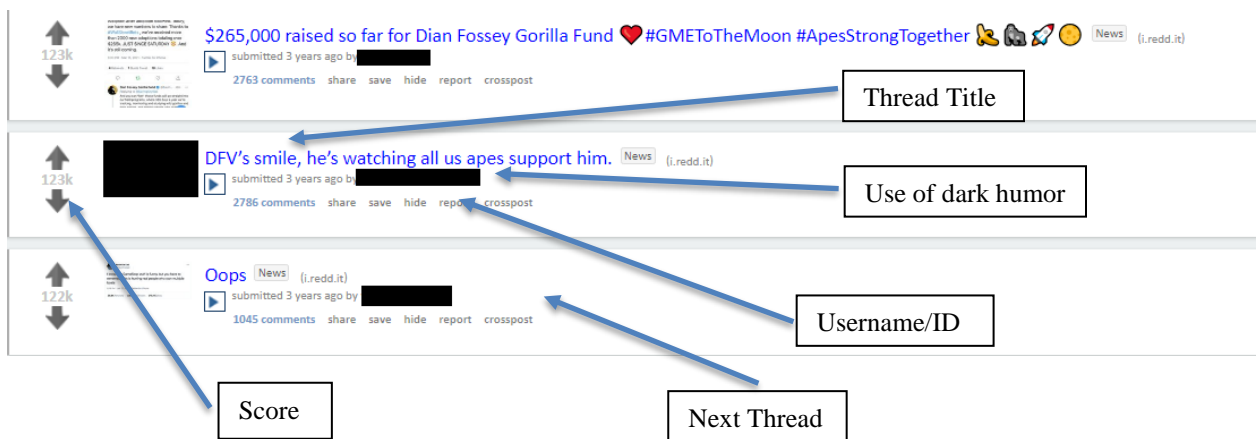 $265,000 raised so far for Dian Fossey Gorilla Fund ❤️#GMEToTheMoon #ApesStrongTogether 💪🦍🚀🌕 News (i.redd.it)
123k
submitted 3 years ago by
2763 comments share save hide report crosspost
Thread Title
DFV's smile, he's watching all us apes support him. News (i.redd.it)
123k
submitted 3 years ago by
2786 comments share save hide report crosspost
Use of dark humor
Oops News (i.redd.it)
122k
submitted 3 years ago by
1045 comments share save hide report crosspost
Username/ID
Score
Next Thread